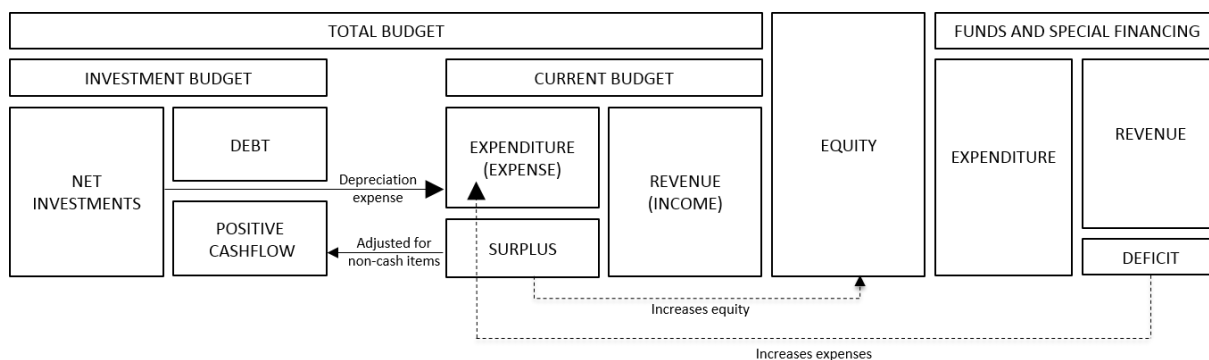 TOTAL BUDGET
FUNDS AND SPECIAL FINANCING
INVESTMENT BUDGET
CURRENT BUDGET
NET
INVESTMENTS
DEBT
POSITIVE
CASHFLOW
Depreciation
expense
Adjusted for
non-cash items
EXPENDITURE
(EXPENSE)
SURPLUS
REVENUE
(INCOME)
EQUITY
EXPENDITURE
REVENUE
DEFICIT
Increases equity
Increases expenses